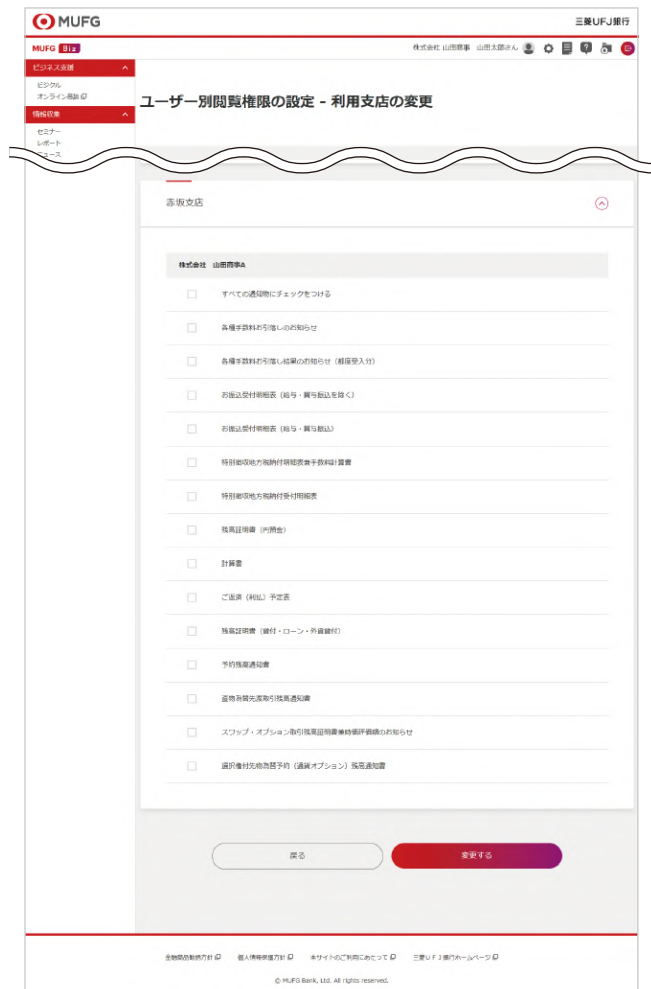 MUFG
三菱UFJ銀行
MUFG Biz
株式会社 山田商事 山田太郎さん
ビジネス支援
ビジクル
オンライン商談
情報収集
セミナー
レポート
ニュース
ユーザー別閲覧権限の設定 - 利用支店の変更
赤坂支店
株式会社 山田商事A
すべての通知物にチェックをつける
各種手数料お引落しのお知らせ
各種手数料お引落し結果のお知らせ（都度受入分）
お振込受付明細表（給与・賞与振込を除く）
お振込受付明細表（給与・賞与振込）
特別徴収地方税納付明細表兼手数料計算書
特別徴収地方税納付受付明細表
残高証明書（円預金）
計算書
ご返済（利払）予定表
残高証明書（貸付・ローン・外貨貸付）
予約残高通知書
直物為替先渡取引残高通知書
スワップ・オプション取引残高証明書兼時価評価額のお知らせ
選択権付先物為替予約（通貨オプション）残高通知書
戻る
変更する
金融商品勧誘方針
個人情報保護方針
本サイトのご利用にあたって
三菱UFJ銀行ホームページ
© MUFG Bank, Ltd. All rights reserved.